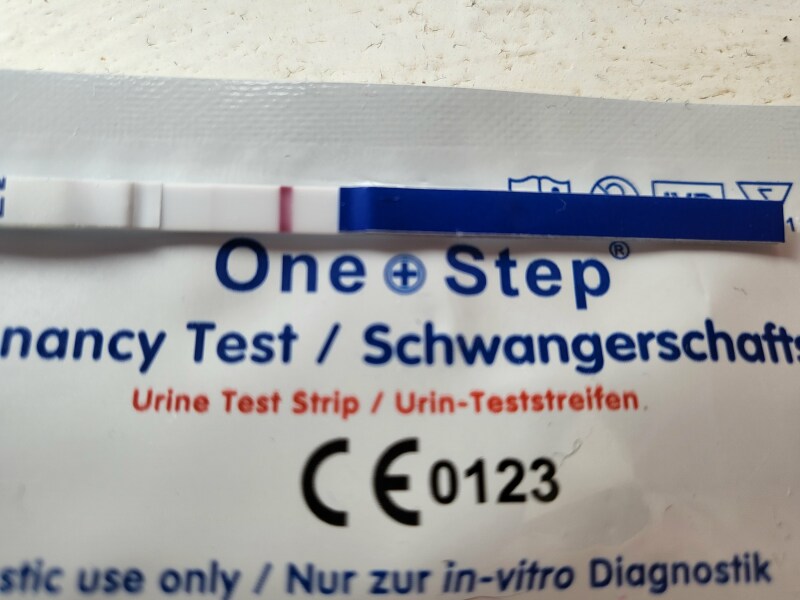 One Step®
nancy Test / Schwangerschafts
Urine Test Strip / Urin-Teststreifen
CE 0123
stic use only / Nur zur in-vitro Diagnostik